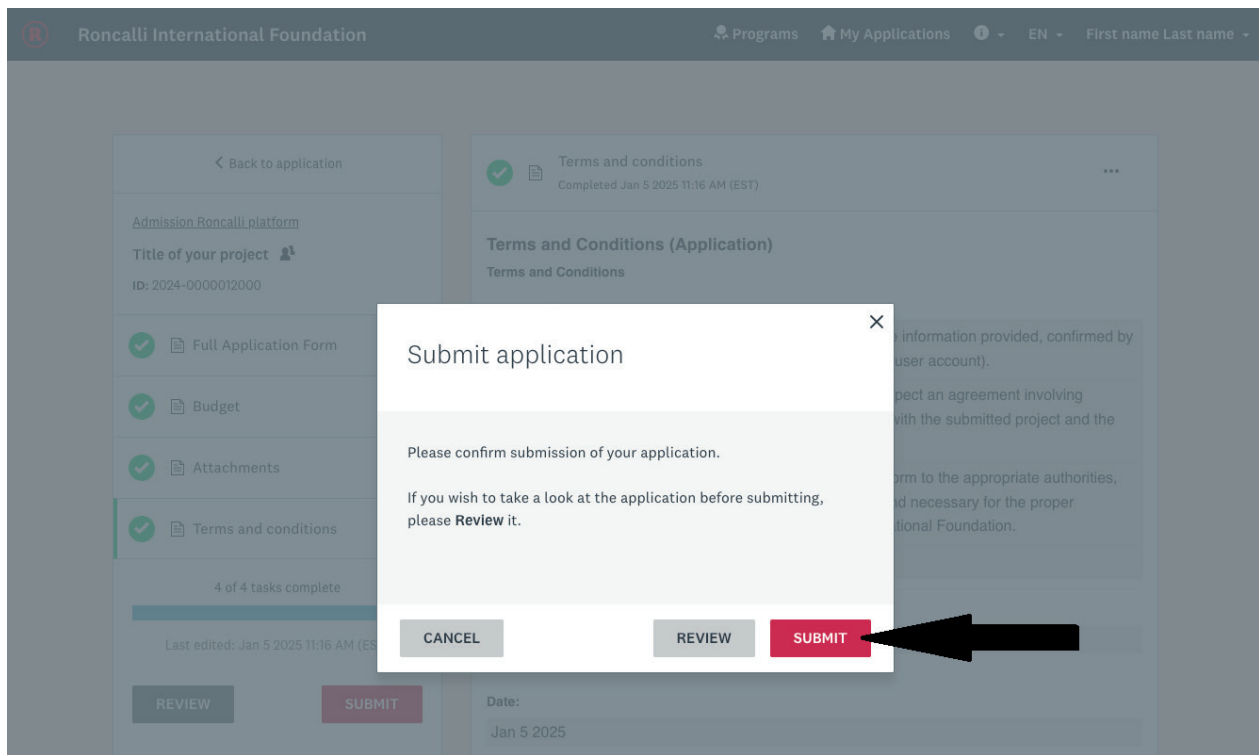 R Roncalli International Foundation Programs My Applications EN First name Last name
Back to application
Admission Roncalli platform
Title of your project
ID: 2024-0000012000
Full Application Form
Budget
Attachments
Terms and conditions
4 of 4 tasks complete
Last edited: Jan 5 2025 11:16 AM (ES
REVIEW SUBMIT
Terms and conditions
Completed Jan 5 2025 11:16 AM (EST)
Terms and Conditions (Application)
Terms and Conditions
information provided, confirmed by
user account).
pect an agreement involving
with the submitted project and the
orm to the appropriate authorities,
nd necessary for the proper
tional Foundation.
Submit application
Please confirm submission of your application.
If you wish to take a look at the application before submitting,
please Review it.
CANCEL REVIEW SUBMIT
Date:
Jan 5 2025